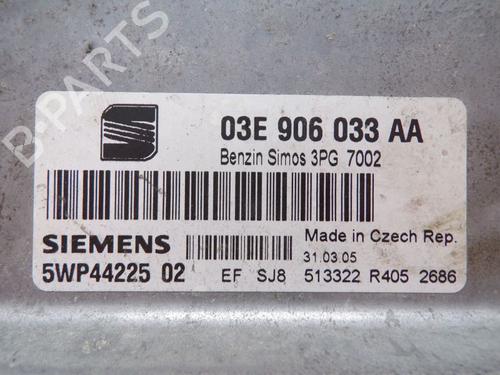 B-PARTS
03E 906 033 AA
Benzin Simos 3PG 7002
SIEMENS
Made in Czech Rep.
31.03.05
5WP44225 02
EF SJ8 513322 R405 2686